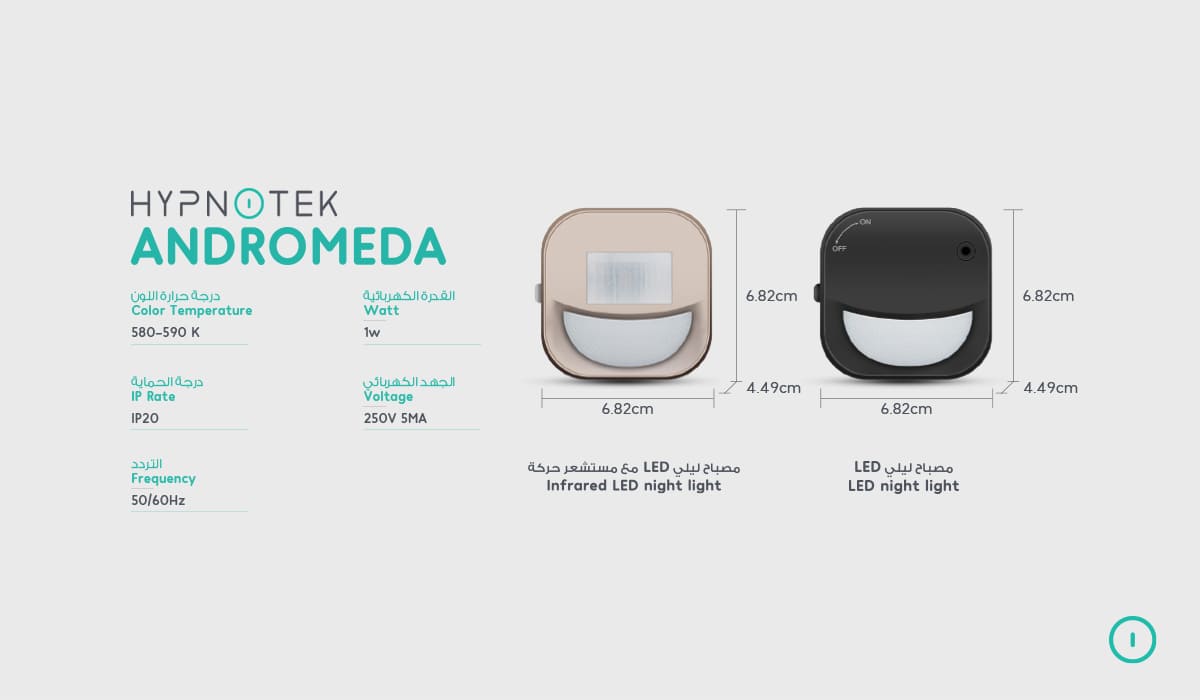 HYPNOTEK
ANDROMEDA
درجة حرارة اللون
Color Temperature
580-590 K
القدرة الكهربائية
Watt
1w
درجة الحماية
IP Rate
IP20
الجهد الكهربائي
Voltage
250V 5MA
التردد
Frequency
50/60Hz
6.82cm
4.49cm
6.82cm
مصباح ليلي LED مع مستشعر حركة
Infrared LED night light
ON
OFF
6.82cm
4.49cm
6.82cm
مصباح ليلي LED
LED night light